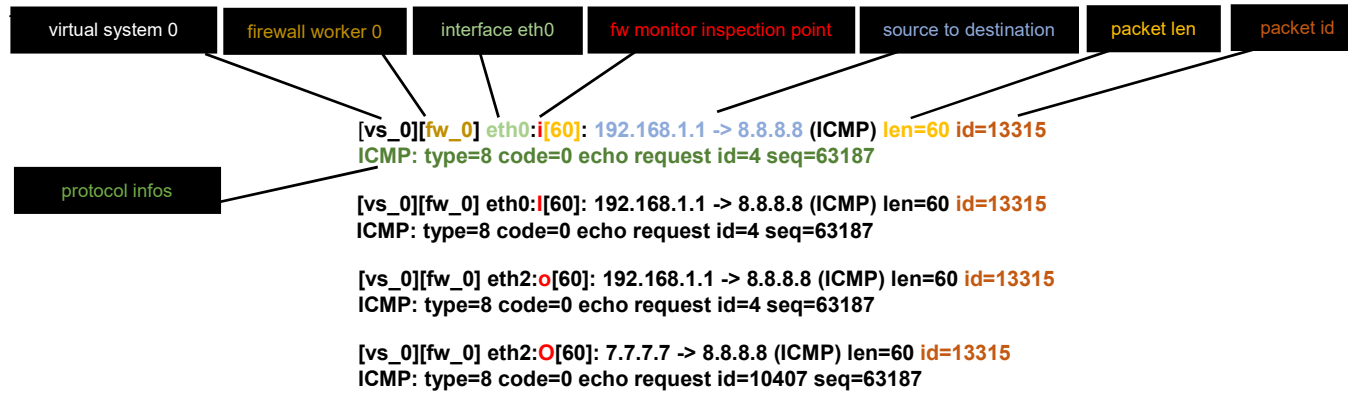 virtual system 0
firewall worker 0
interface eth0
fw monitor inspection point
source to destination
packet len
packet id
[vs_0][fw_0] eth0:i[60]: 192.168.1.1 -> 8.8.8.8 (ICMP) len=60 id=13315
ICMP: type=8 code=0 echo request id=4 seq=63187
protocol infos
[vs_0][fw_0] eth0:I[60]: 192.168.1.1 -> 8.8.8.8 (ICMP) len=60 id=13315
ICMP: type=8 code=0 echo request id=4 seq=63187
[vs_0][fw_0] eth2:o[60]: 192.168.1.1 -> 8.8.8.8 (ICMP) len=60 id=13315
ICMP: type=8 code=0 echo request id=4 seq=63187
[vs_0][fw_0] eth2:O[60]: 7.7.7.7 -> 8.8.8.8 (ICMP) len=60 id=13315
ICMP: type=8 code=0 echo request id=10407 seq=63187